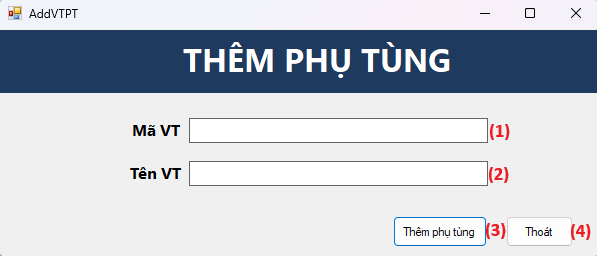 AddVTPT
THÊM PHỤ TÙNG
Mã VT (1)
Tên VT (2)
Thêm phụ tùng (3) Thoát (4)